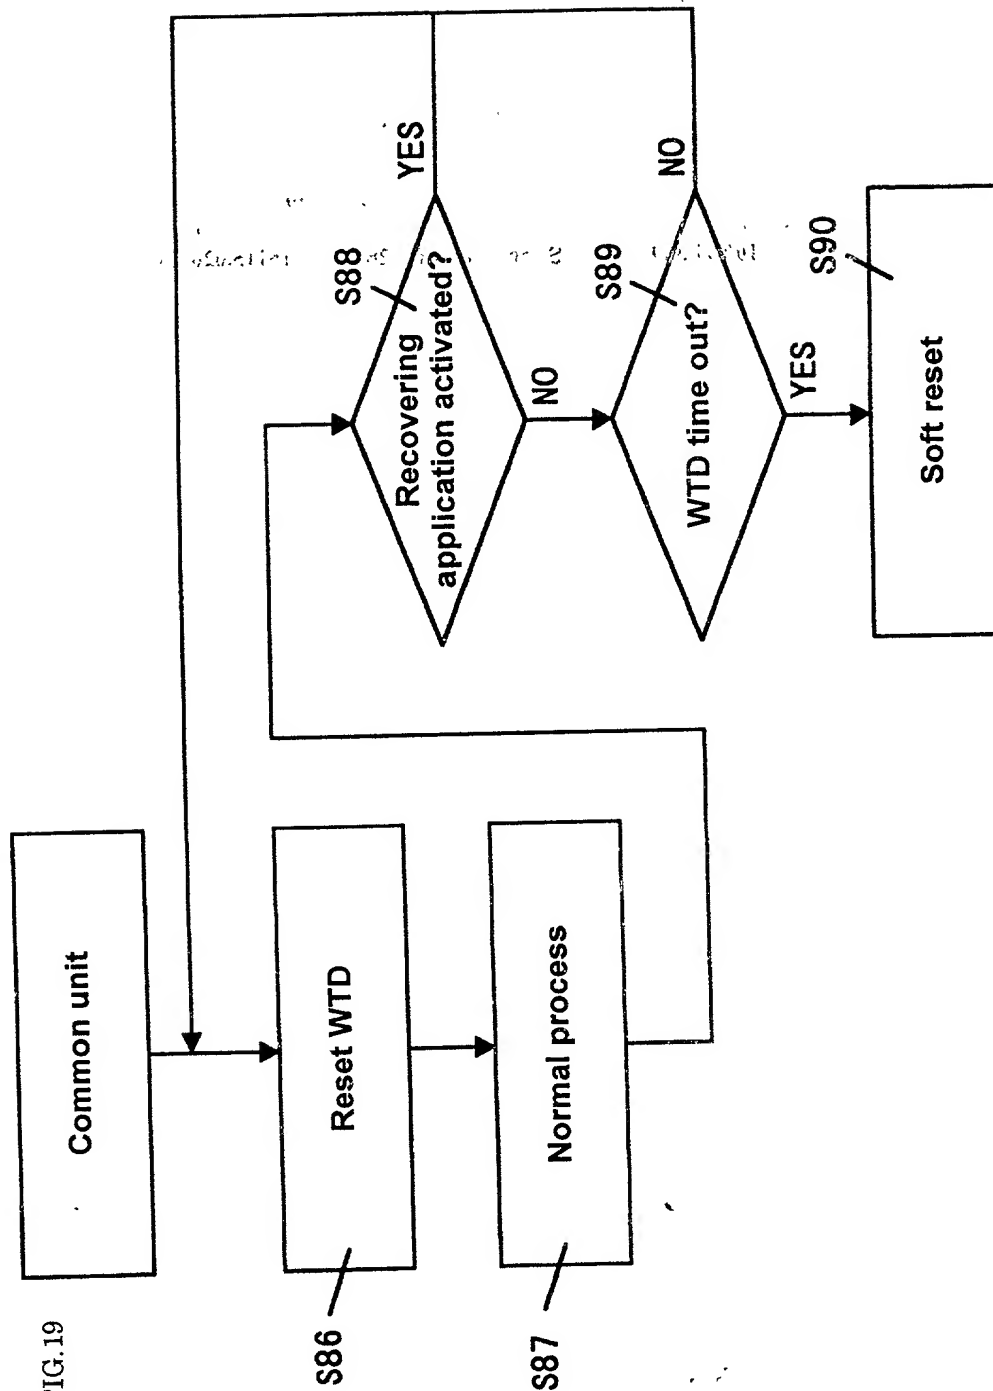 FIG.19
Common unit
S86
Reset WTD
S87
Normal process
S88
Recovering
application activated?
YES
NO
S89
WTD time out?
NO
YES
S90
Soft reset